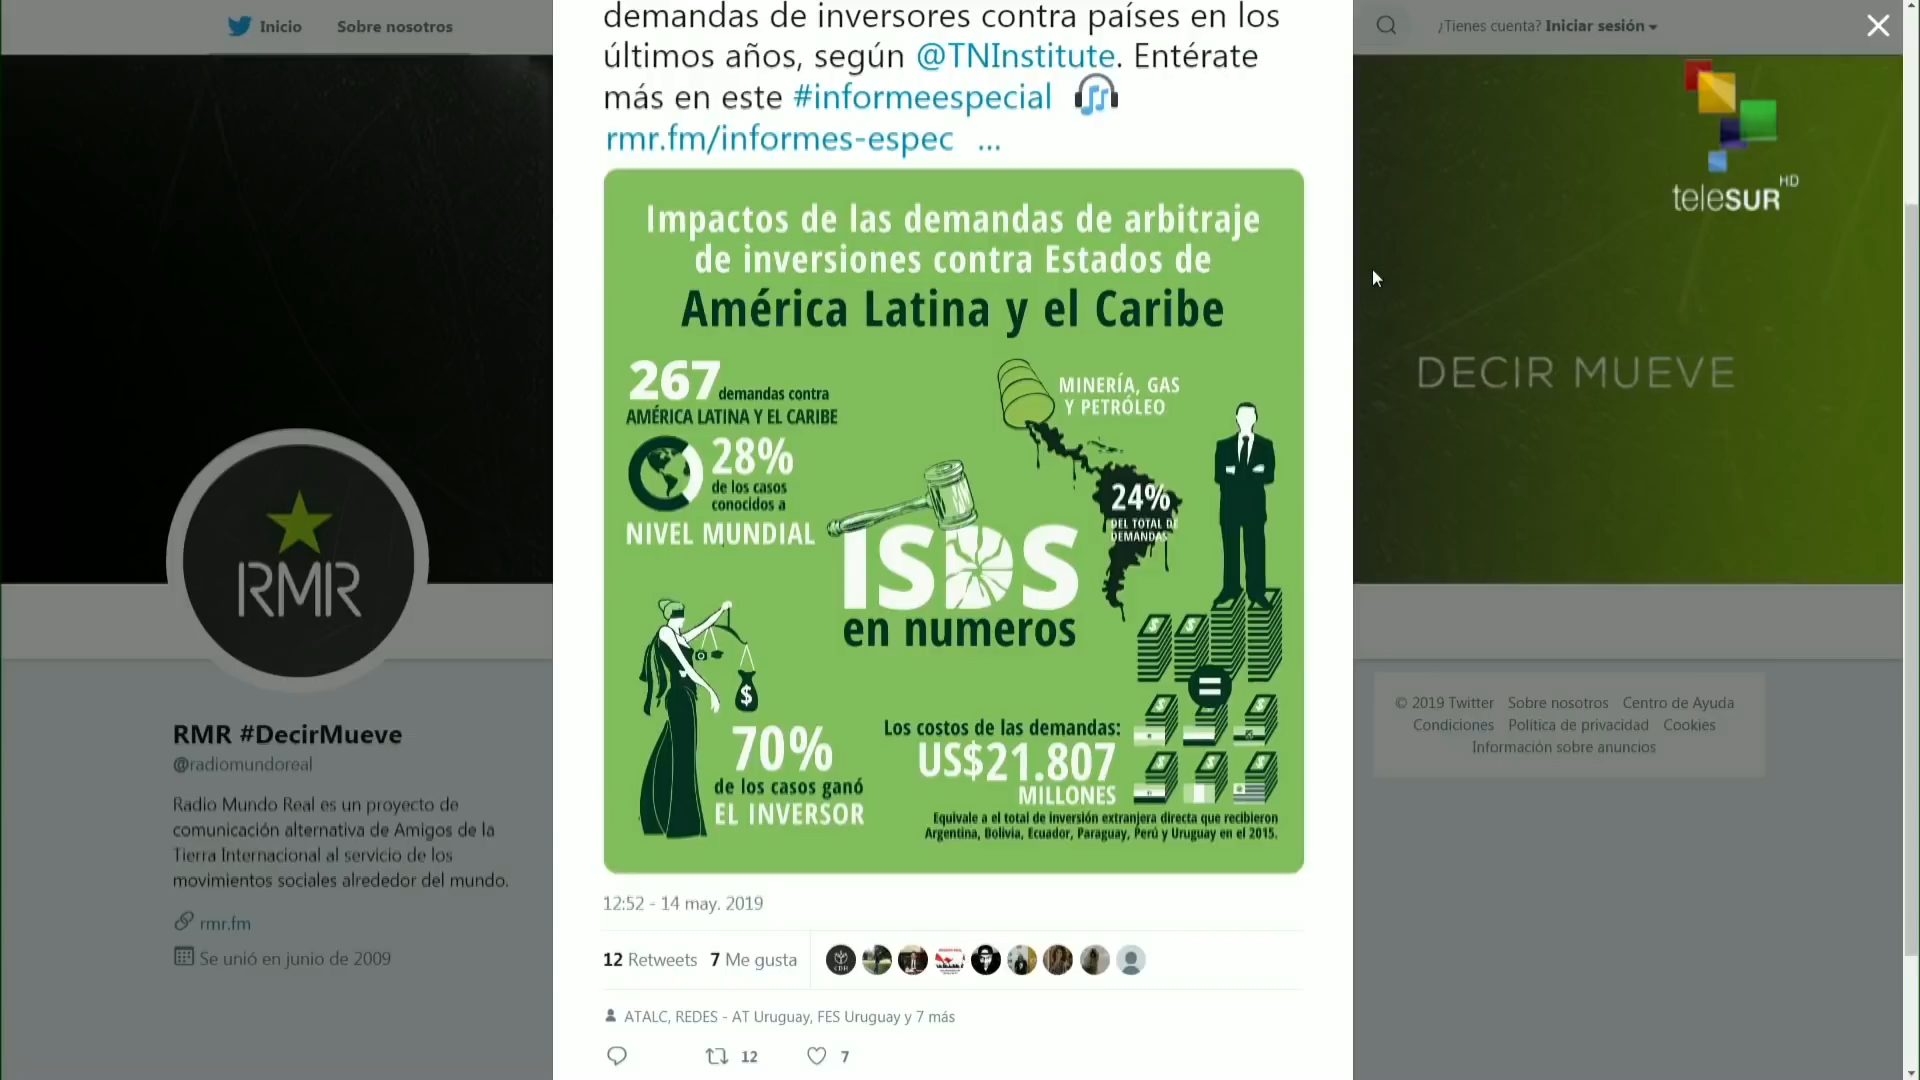 Inicio
Sobre nosotros
¿Tienes cuenta? Iniciar sesión
demandas de inversores contra países en los
últimos años, según @TNInstitute. Entérate
más en este #informeespecial
rmr.fm/informes-espec ...
teleSUR HD
DECIR MUEVE
Impactos de las demandas de arbitraje
de inversiones contra Estados de
América Latina y el Caribe
267 demandas contra
AMÉRICA LATINA Y EL CARIBE
28%
de los casos
conocidos a
NIVEL MUNDIAL
MINERÍA, GAS
Y PETRÓLEO
24%
DEL TOTAL DE
DEMANDAS
ISDS
en numeros
$
70%
de los casos ganó
EL INVERSOR
Los costos de las demandas:
US$21.807
MILLONES
Equivale a el total de inversión extranjera directa que recibieron
Argentina, Bolivia, Ecuador, Paraguay, Perú y Uruguay en el 2015.
RMR
RMR #DecirMueve
@radiomundoreal
Radio Mundo Real es un proyecto de
comunicación alternativa de Amigos de la
Tierra Internacional al servicio de los
movimientos sociales alrededor del mundo.
rmr.fm
Se unió en junio de 2009
© 2019 Twitter Sobre nosotros Centro de Ayuda
Condiciones Política de privacidad Cookies
Información sobre anuncios
12:52 - 14 may. 2019
12 Retweets 7 Me gusta
ATALC, REDES - AT Uruguay, FES Uruguay y 7 más
12 7